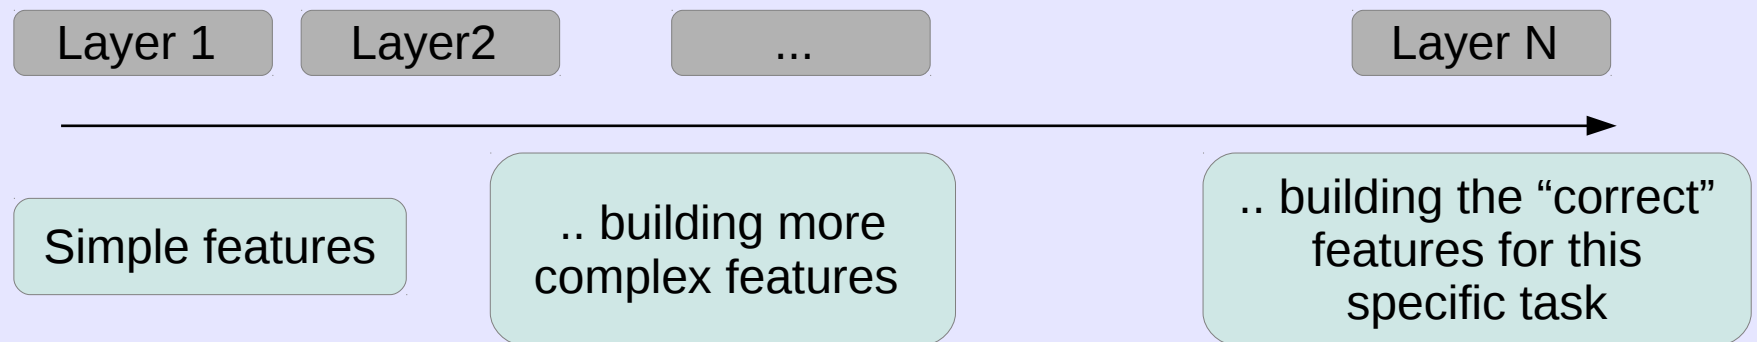 Layer 1
Layer2
...
Layer N
Simple features
.. building more
complex features
.. building the “correct”
features for this
specific task